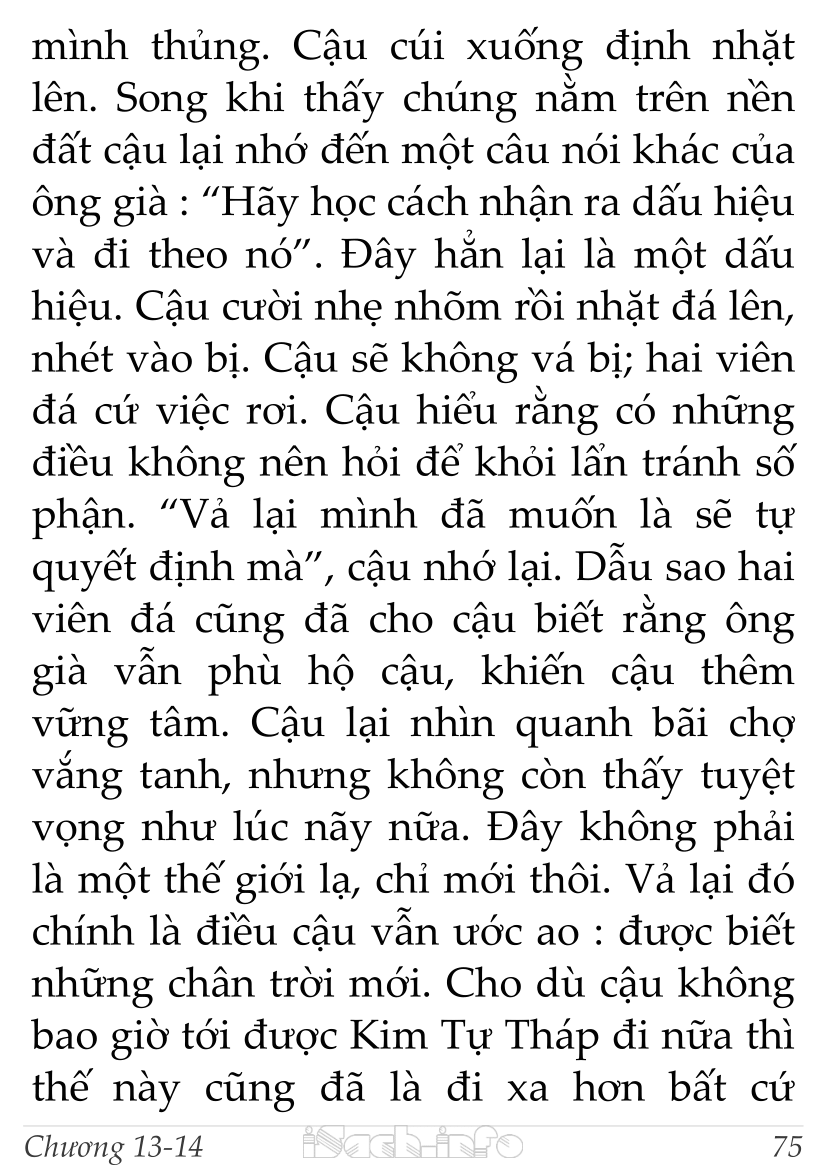 mình thủng. Cậu cúi xuống định nhặt
lên. Song khi thấy chúng nằm trên nền
đất cậu lại nhớ đến một câu nói khác của
ông già : “Hãy học cách nhận ra dấu hiệu
và đi theo nó”. Đây hẳn lại là một dấu
hiệu. Cậu cười nhẹ nhõm rồi nhặt đá lên,
nhét vào bị. Cậu sẽ không vá bị; hai viên
đá cứ việc rơi. Cậu hiểu rằng có những
điều không nên hỏi để khỏi lẩn tránh số
phận. “Vả lại mình đã muốn là sẽ tự
quyết định mà”, cậu nhớ lại. Dẫu sao hai
viên đá cũng đã cho cậu biết rằng ông
già vẫn phù hộ cậu, khiến cậu thêm
vững tâm. Cậu lại nhìn quanh bãi chợ
vắng tanh, nhưng không còn thấy tuyệt
vọng như lúc nãy nữa. Đây không phải
là một thế giới lạ, chỉ mới thôi. Vả lại đó
chính là điều cậu vẫn ước ao : được biết
những chân trời mới. Cho dù cậu không
bao giờ tới được Kim Tự Tháp đi nữa thì
thế này cũng đã là đi xa hơn bất cứ
Chương 13-14 iSach.info 75